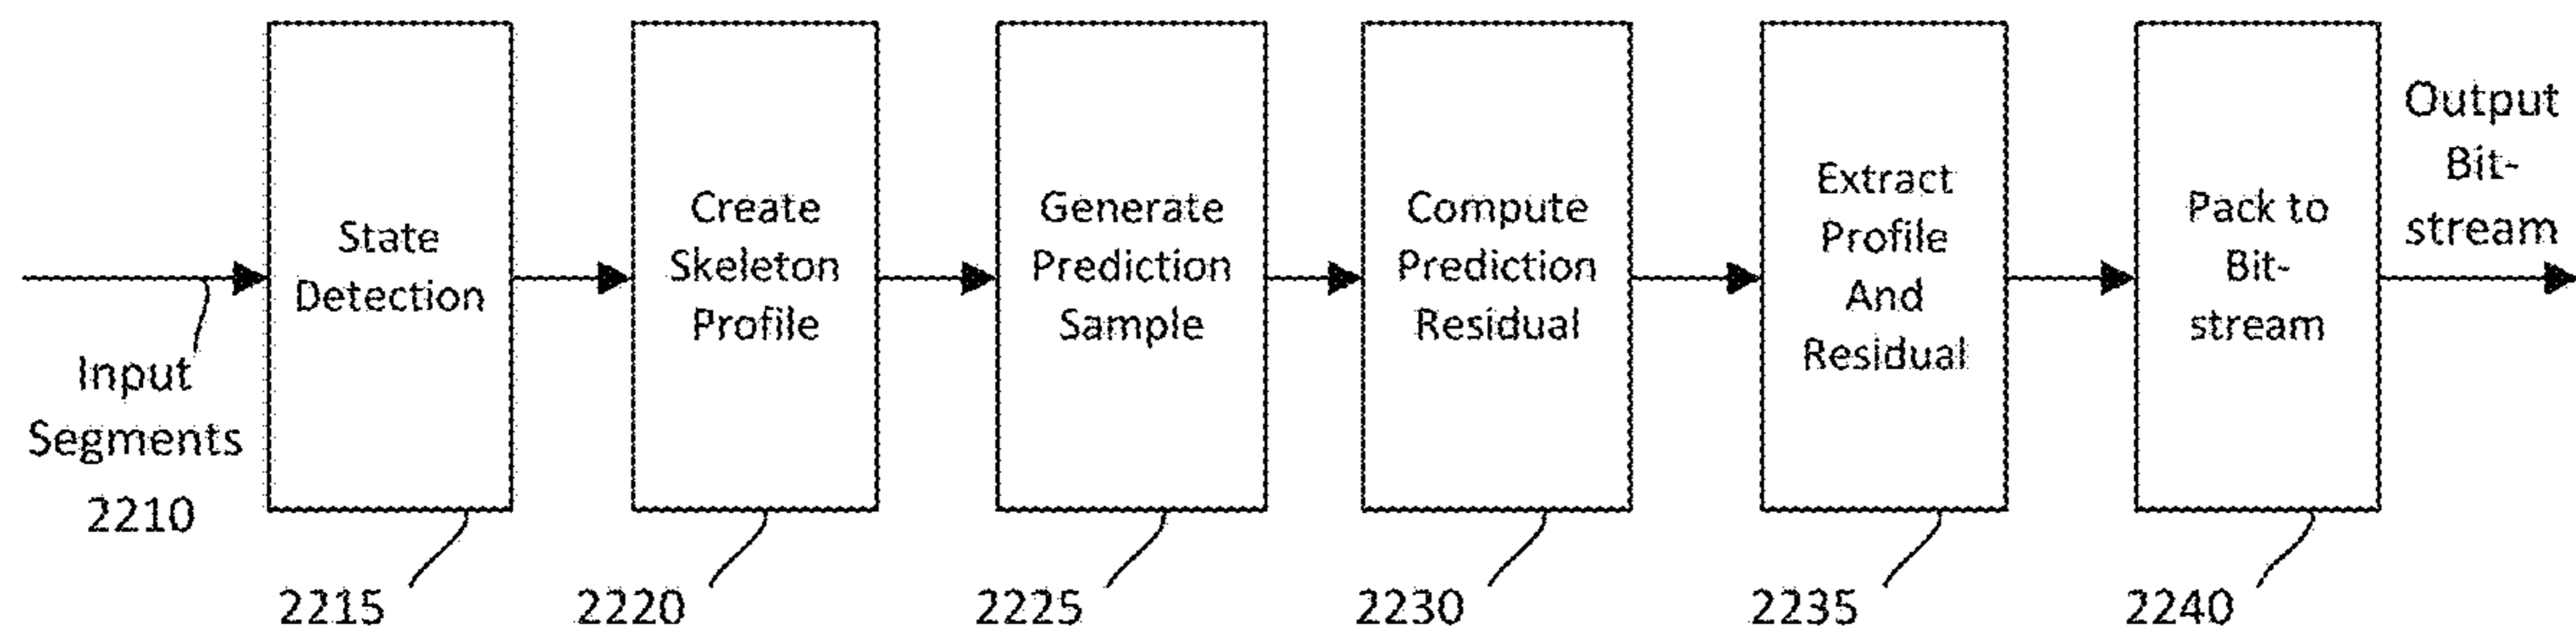 Input
Segments
2210
State
Detection
2215
Create
Skeleton
Profile
2220
Generate
Prediction
Sample
2225
Compute
Prediction
Residual
2230
Extract
Profile
And
Residual
2235
Pack to
Bit-
stream
2240
Output
Bit-
stream